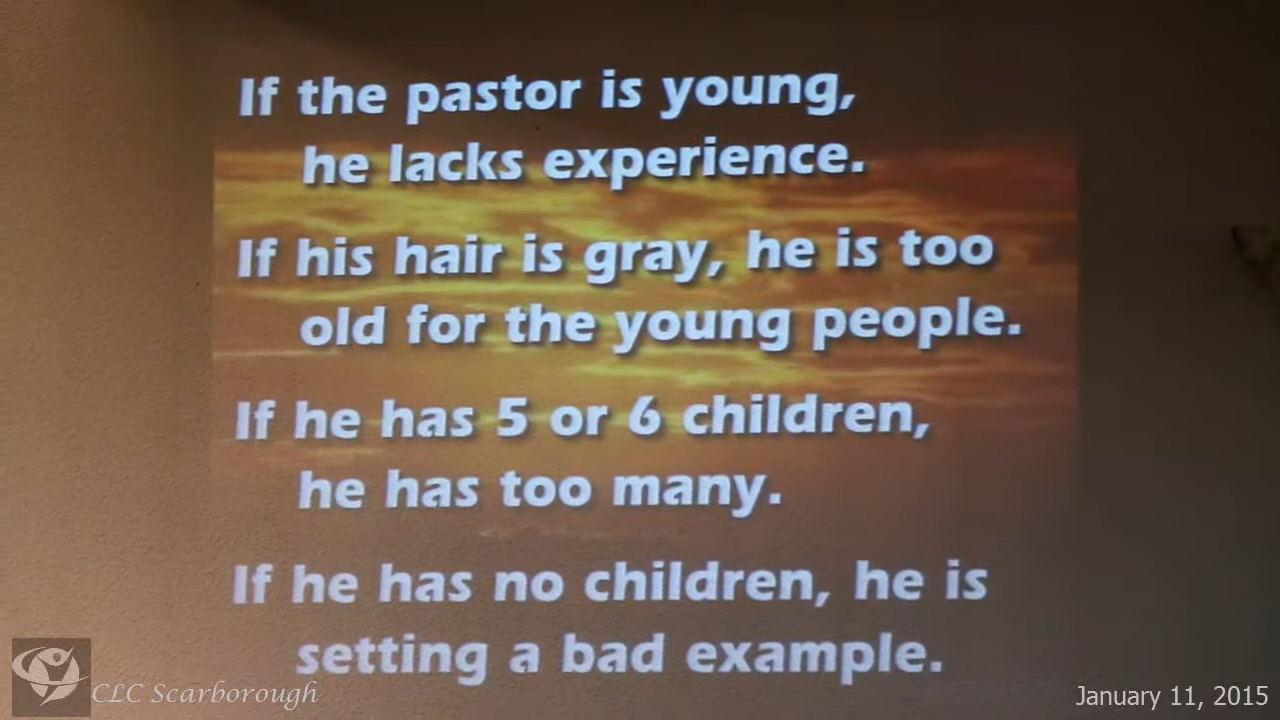 If the pastor is young,
he lacks experience.
If his hair is gray, he is too
old for the young people.
If he has 5 or 6 children,
he has too many.
If he has no children, he is
setting a bad example.
CLC Scarborough
January 11, 2015